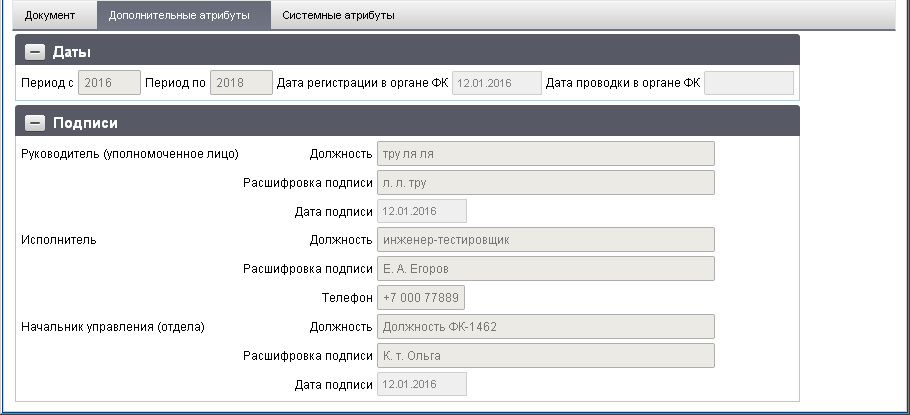 Документ Дополнительные атрибуты Системные атрибуты
Даты
Период с 2016 Период по 2018 Дата регистрации в органе ФК 12.01.2016 Дата проводки в органе ФК
Подписи
Руководитель (уполномоченное лицо) Должность тру ля ля
Расшифровка подписи л. л. тру
Дата подписи 12.01.2016
Исполнитель Должность инженер-тестировщик
Расшифровка подписи Е. А. Егоров
Телефон +7 000 77889
Начальник управления (отдела) Должность Должность ФК-1462
Расшифровка подписи К. т. Ольга
Дата подписи 12.01.2016